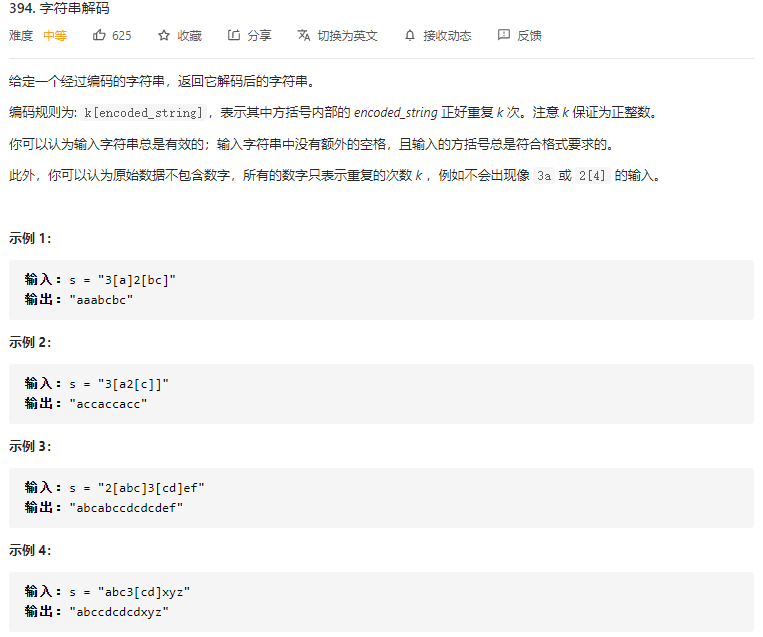 394. 字符串解码
难度 中等 625 收藏 分享 切换为英文 接收动态 反馈
给定一个经过编码的字符串，返回它解码后的字符串。
编码规则为: k[encoded_string]，表示其中方括号内部的 encoded_string 正好重复 k 次。注意 k 保证为正整数。
你可以认为输入字符串总是有效的；输入字符串中没有额外的空格，且输入的方括号总是符合格式要求的。
此外，你可以认为原始数据不包含数字，所有的数字只表示重复的次数 k ，例如不会出现像 3a 或 2[4] 的输入。
示例 1：
输入：s = "3[a]2[bc]"
输出："aaabcbc"
示例 2：
输入：s = "3[a2[c]]"
输出："accaccacc"
示例 3：
输入：s = "2[abc]3[cd]ef"
输出："abcabccdcdcdef"
示例 4：
输入：s = "abc3[cd]xyz"
输出："abccdcdcdxyz"